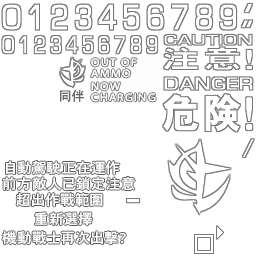 0123456789"
0123456789
CAUTION
注意!
OUT OF
AMMO
NOW
CHARGING
同伴
DANGER
危険!
/
自動駕駛正在運作
前方敵人已鎖定注意
超出作戰範圍 –
重新選擇
機動戰士再次出擊?